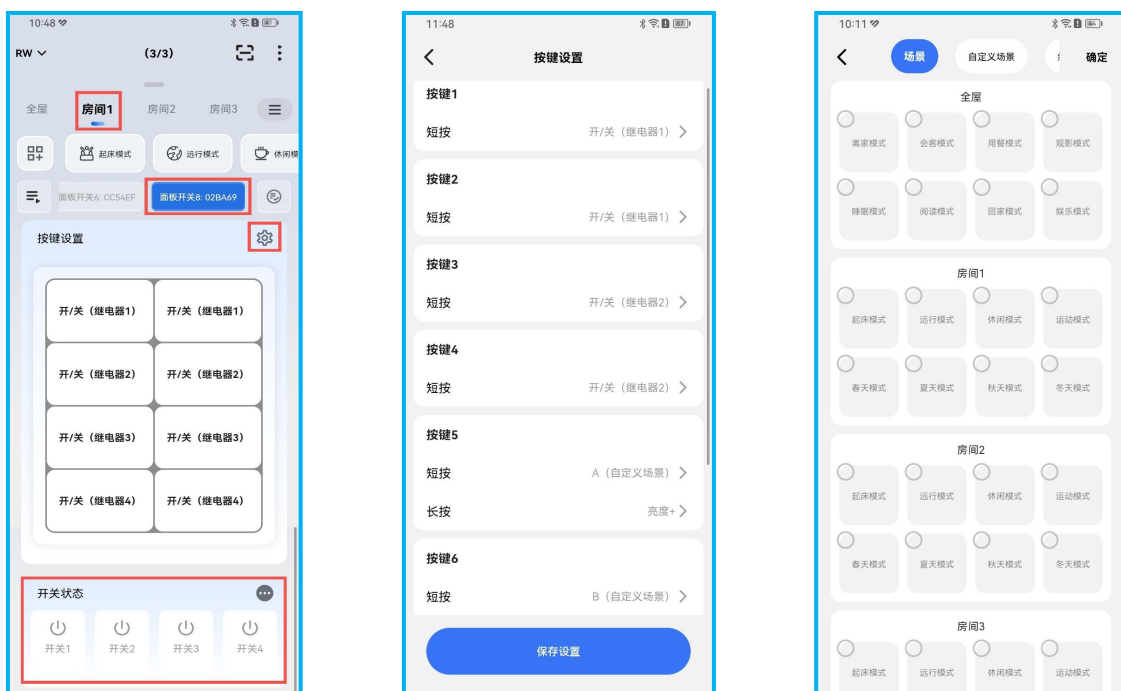 10:48
RW
(3/3)
全屋 房间1 房间2 房间3
起床模式 远行模式 休闲模
面板开关6: CC54EF 面板开关8: 02BA69
按键设置
开/关（继电器1） 开/关（继电器1）
开/关（继电器2） 开/关（继电器2）
开/关（继电器3） 开/关（继电器3）
开/关（继电器4） 开/关（继电器4）
开关状态
开关1 开关2 开关3 开关4
11:48
按键设置
按键1
短按 开/关（继电器1）
按键2
短按 开/关（继电器1）
按键3
短按 开/关（继电器2）
按键4
短按 开/关（继电器2）
按键5
短按 A（自定义场景）
长按 亮度+
按键6
短按 B（自定义场景）
保存设置
10:11
场景 自定义场景 确定
全屋
离家模式 会客模式 用餐模式 观影模式
睡眠模式 阅读模式 回家模式 娱乐模式
房间1
起床模式 远行模式 休闲模式 运动模式
春天模式 夏天模式 秋天模式 冬天模式
房间2
起床模式 远行模式 休闲模式 运动模式
春天模式 夏天模式 秋天模式 冬天模式
房间3
起床模式 远行模式 休闲模式 运动模式